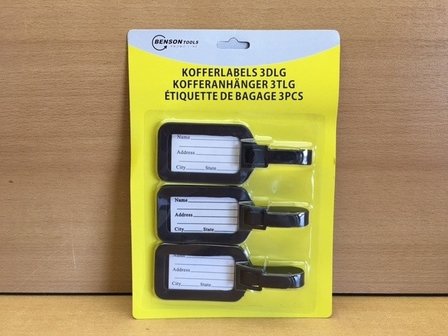 BENSON TOOLS
KOFFERLABELS 3DLG
KOFFERANHÄNGER 3TLG
ÉTIQUETTE DE BAGAGE 3PCS
Name
Address
City State
Name
Address
City State
Address
City State